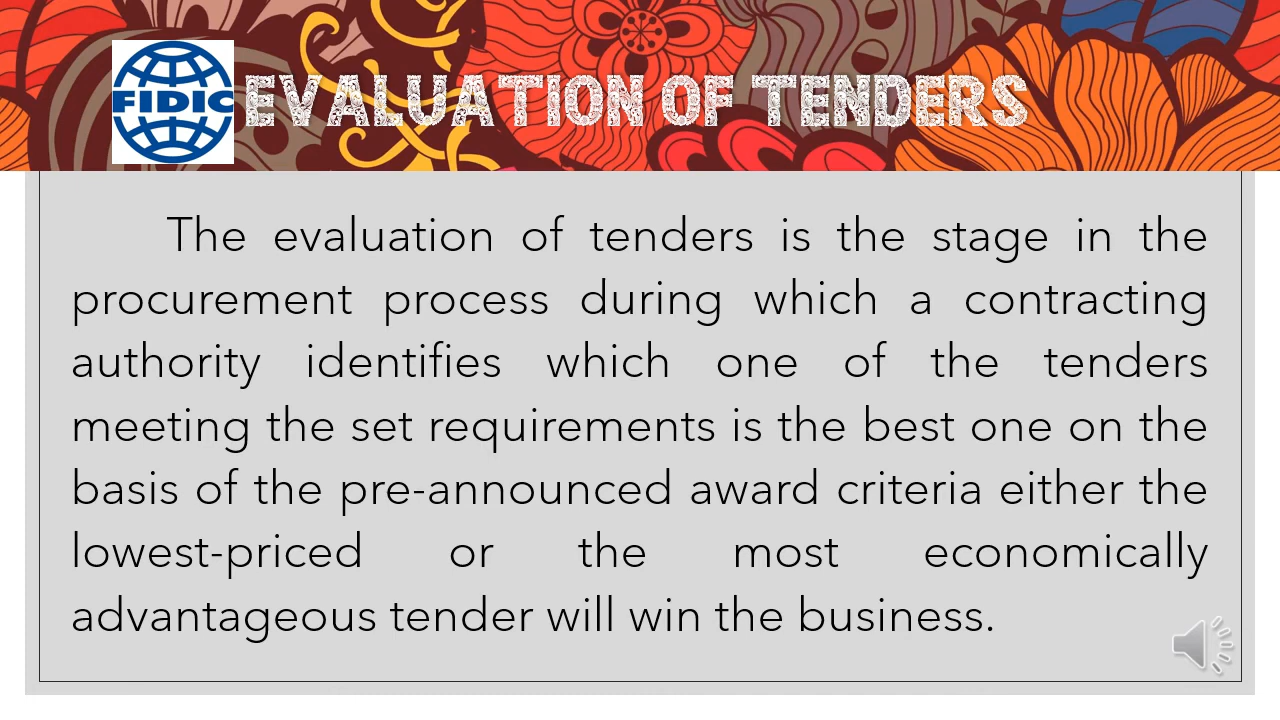 FIDIC
EVALUATION OF TENDERS
The evaluation of tenders is the stage in the
procurement process during which a contracting
authority identifies which one of the tenders
meeting the set requirements is the best one on the
basis of the pre-announced award criteria either the
lowest-priced or the most economically
advantageous tender will win the business.